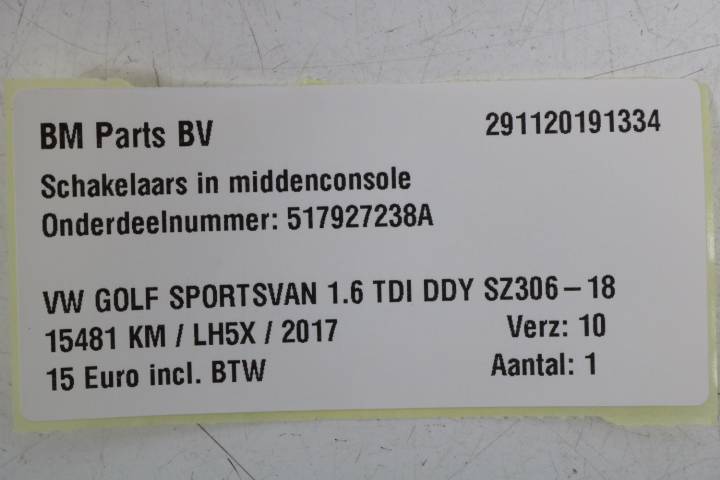 BM Parts BV 291120191334
Schakelaars in middenconsole
Onderdeelnummer: 517927238A
VW GOLF SPORTSVAN 1.6 TDI DDY SZ306-18
15481 KM / LH5X / 2017 Verz: 10
15 Euro incl. BTW Aantal: 1